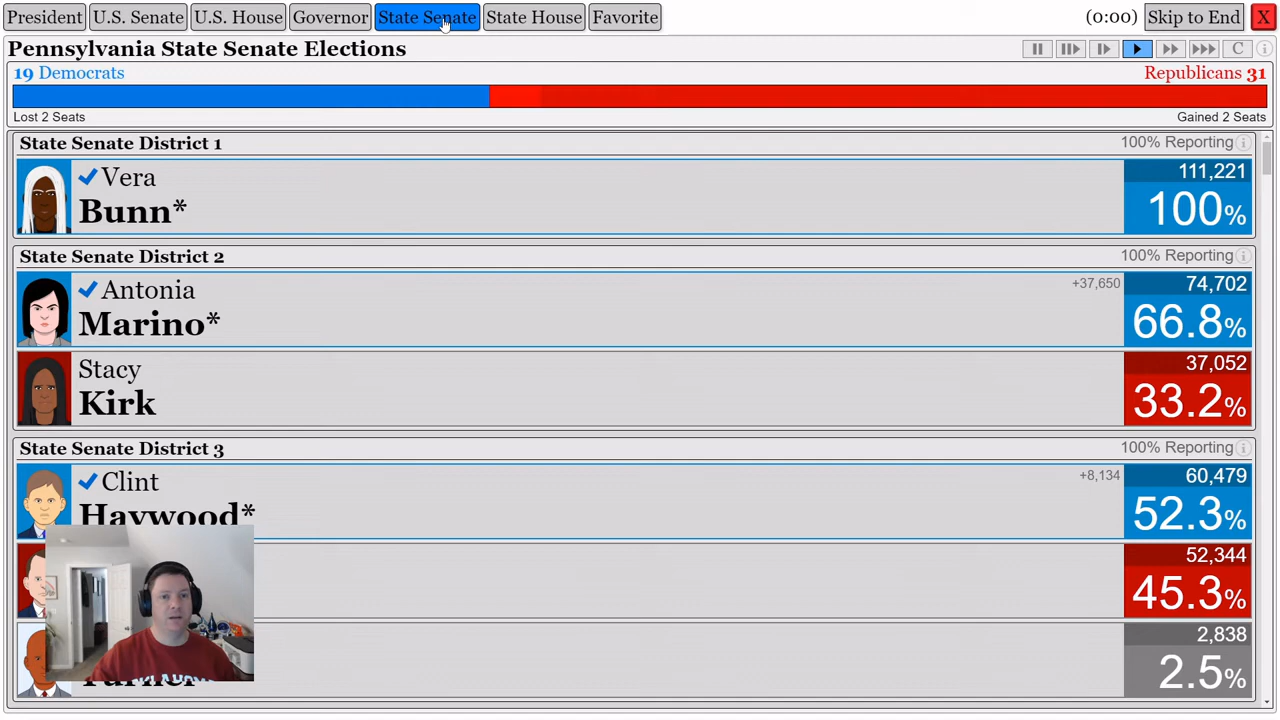 President U.S. Senate U.S. House Governor State Senate State House Favorite (0:00) Skip to End X
Pennsylvania State Senate Elections C i
19 Democrats Republicans 31
Lost 2 Seats Gained 2 Seats
State Senate District 1 100% Reporting i
Vera 111,221
Bunn* 100%
State Senate District 2 100% Reporting i
Antonia +37,650 74,702
Marino* 66.8%
Stacy 37,052
Kirk 33.2%
State Senate District 3 100% Reporting i
Clint +8,134 60,479
Haywood* 52.3%
52,344
45.3%
2,838
2.5%